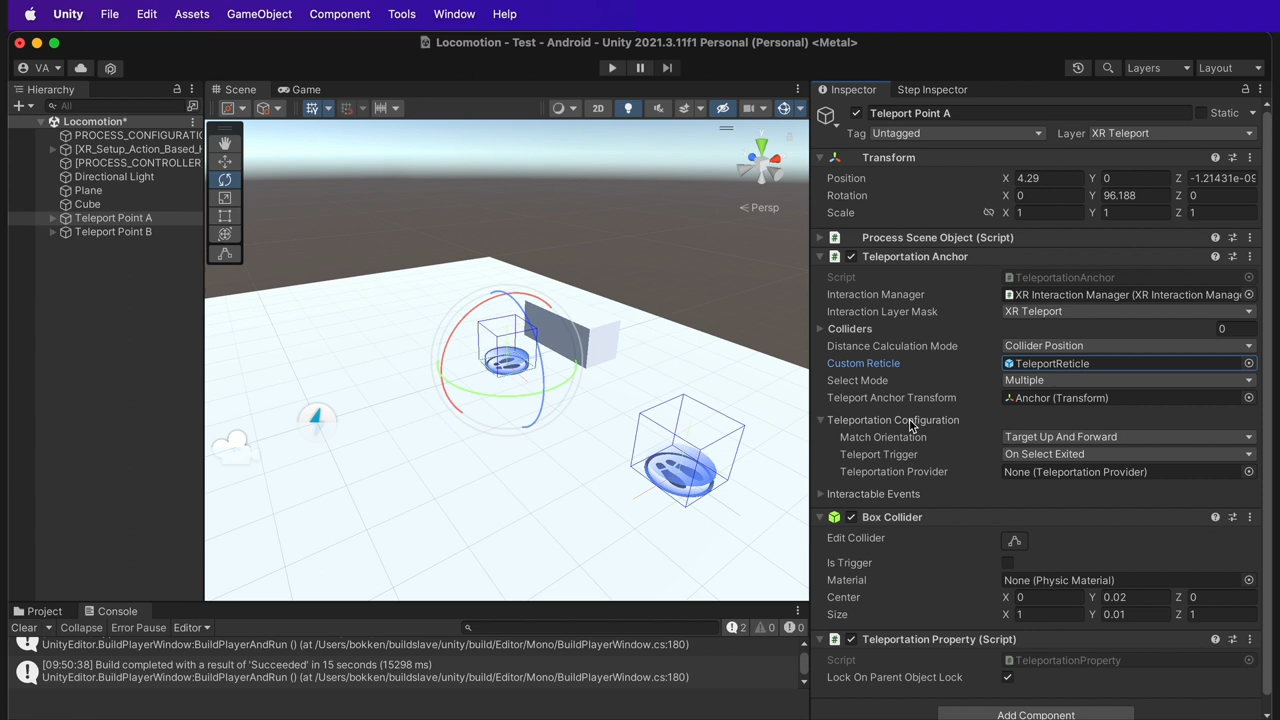 Unity File Edit Assets GameObject Component Tools Window Help
Locomotion - Test - Android - Unity 2021.3.11f1 Personal (Personal) <Metal>
VA Layers Layout
Hierarchy
All
Locomotion*
PROCESS_CONFIGURATIO
[XR_Setup_Action_Based_
[PROCESS_CONTROLLER
Directional Light
Plane
Cube
Teleport Point A
Teleport Point B
Scene Game
2D
y
Persp
Project Console
Clear Collapse Error Pause Editor 2 0 0
UnityEditor.BuildPlayerWindow:BuildPlayerAndRun () (at /Users/bokken/buildslave/unity/build/Editor/Mono/BuildPlayerWindow.cs:180)
[09:50:38] Build completed with a result of 'Succeeded' in 15 seconds (15298 ms)
UnityEditor.BuildPlayerWindow:BuildPlayerAndRun () (at /Users/bokken/buildslave/unity/build/Editor/Mono/BuildPlayerWindow.cs:180)
Inspector Step Inspector
Teleport Point A Static
Tag Untagged Layer XR Teleport
Transform
Position X 4.29 Y 0 Z -1.21431e-09
Rotation X 0 Y 96.188 Z 0
Scale X 1 Y 1 Z 1
Process Scene Object (Script)
Teleportation Anchor
Script TeleportationAnchor
Interaction Manager XR Interaction Manager (XR Interaction Manage
Interaction Layer Mask XR Teleport
Colliders 0
Distance Calculation Mode Collider Position
Custom Reticle TeleportReticle
Select Mode Multiple
Teleport Anchor Transform Anchor (Transform)
Teleportation Configuration
Match Orientation Target Up And Forward
Teleport Trigger On Select Exited
Teleportation Provider None (Teleportation Provider)
Interactable Events
Box Collider
Edit Collider
Is Trigger
Material None (Physic Material)
Center X 0 Y 0.02 Z 0
Size X 1 Y 0.01 Z 1
Teleportation Property (Script)
Script TeleportationProperty
Lock On Parent Object Lock
Add Component